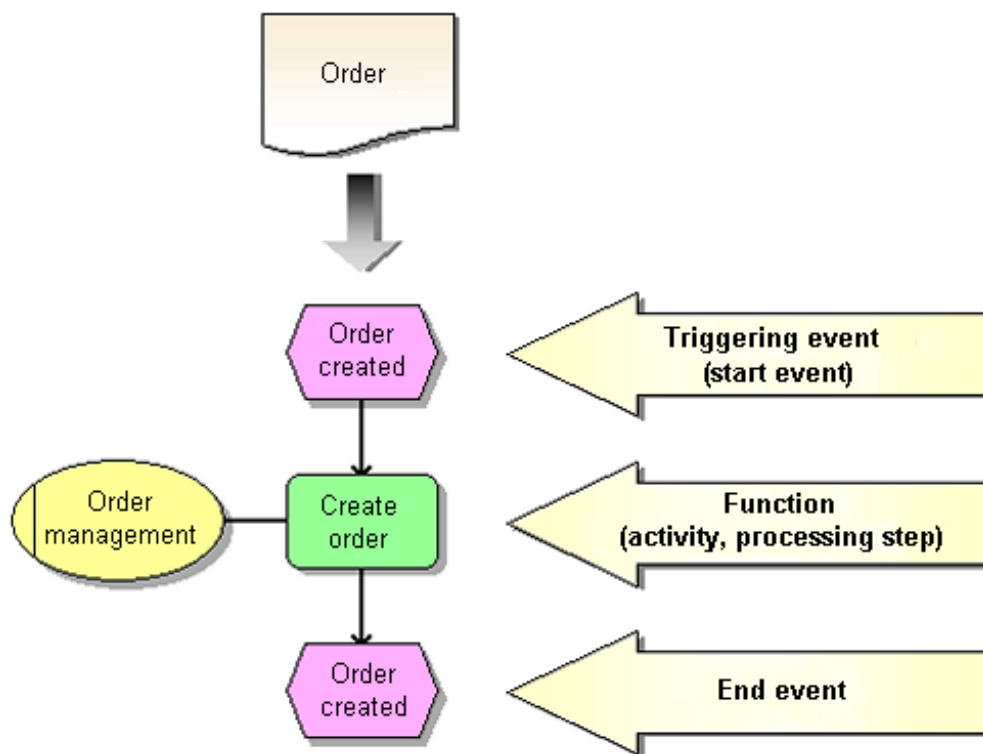 Order
Order
created
Triggering event
(start event)
Order
management
Create
order
Function
(activity, processing step)
Order
created
End event